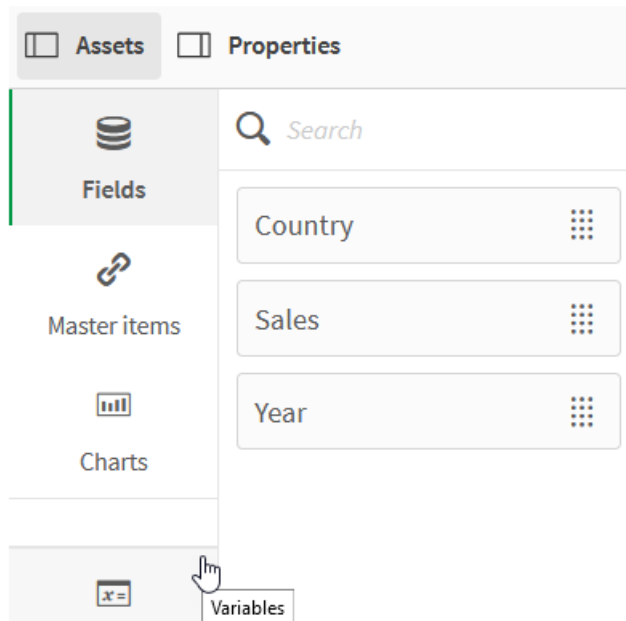 Assets Properties
Fields
Search
Country
Master items
Sales
Year
Charts
x=
Variables